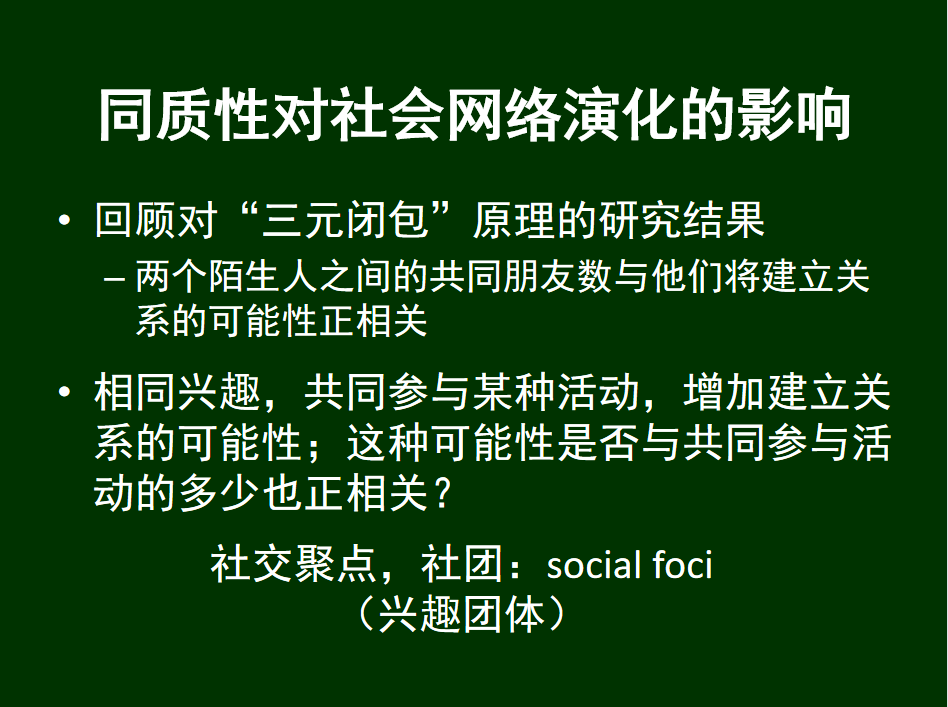 同质性对社会网络演化的影响
• 回顾对“三元闭包”原理的研究结果
– 两个陌生人之间的共同朋友数与他们将建立关
系的可能性正相关
• 相同兴趣，共同参与某种活动，增加建立关
系的可能性；这种可能性是否与共同参与活
动的多少也正相关？
社交聚点，社团：social foci
（兴趣团体）